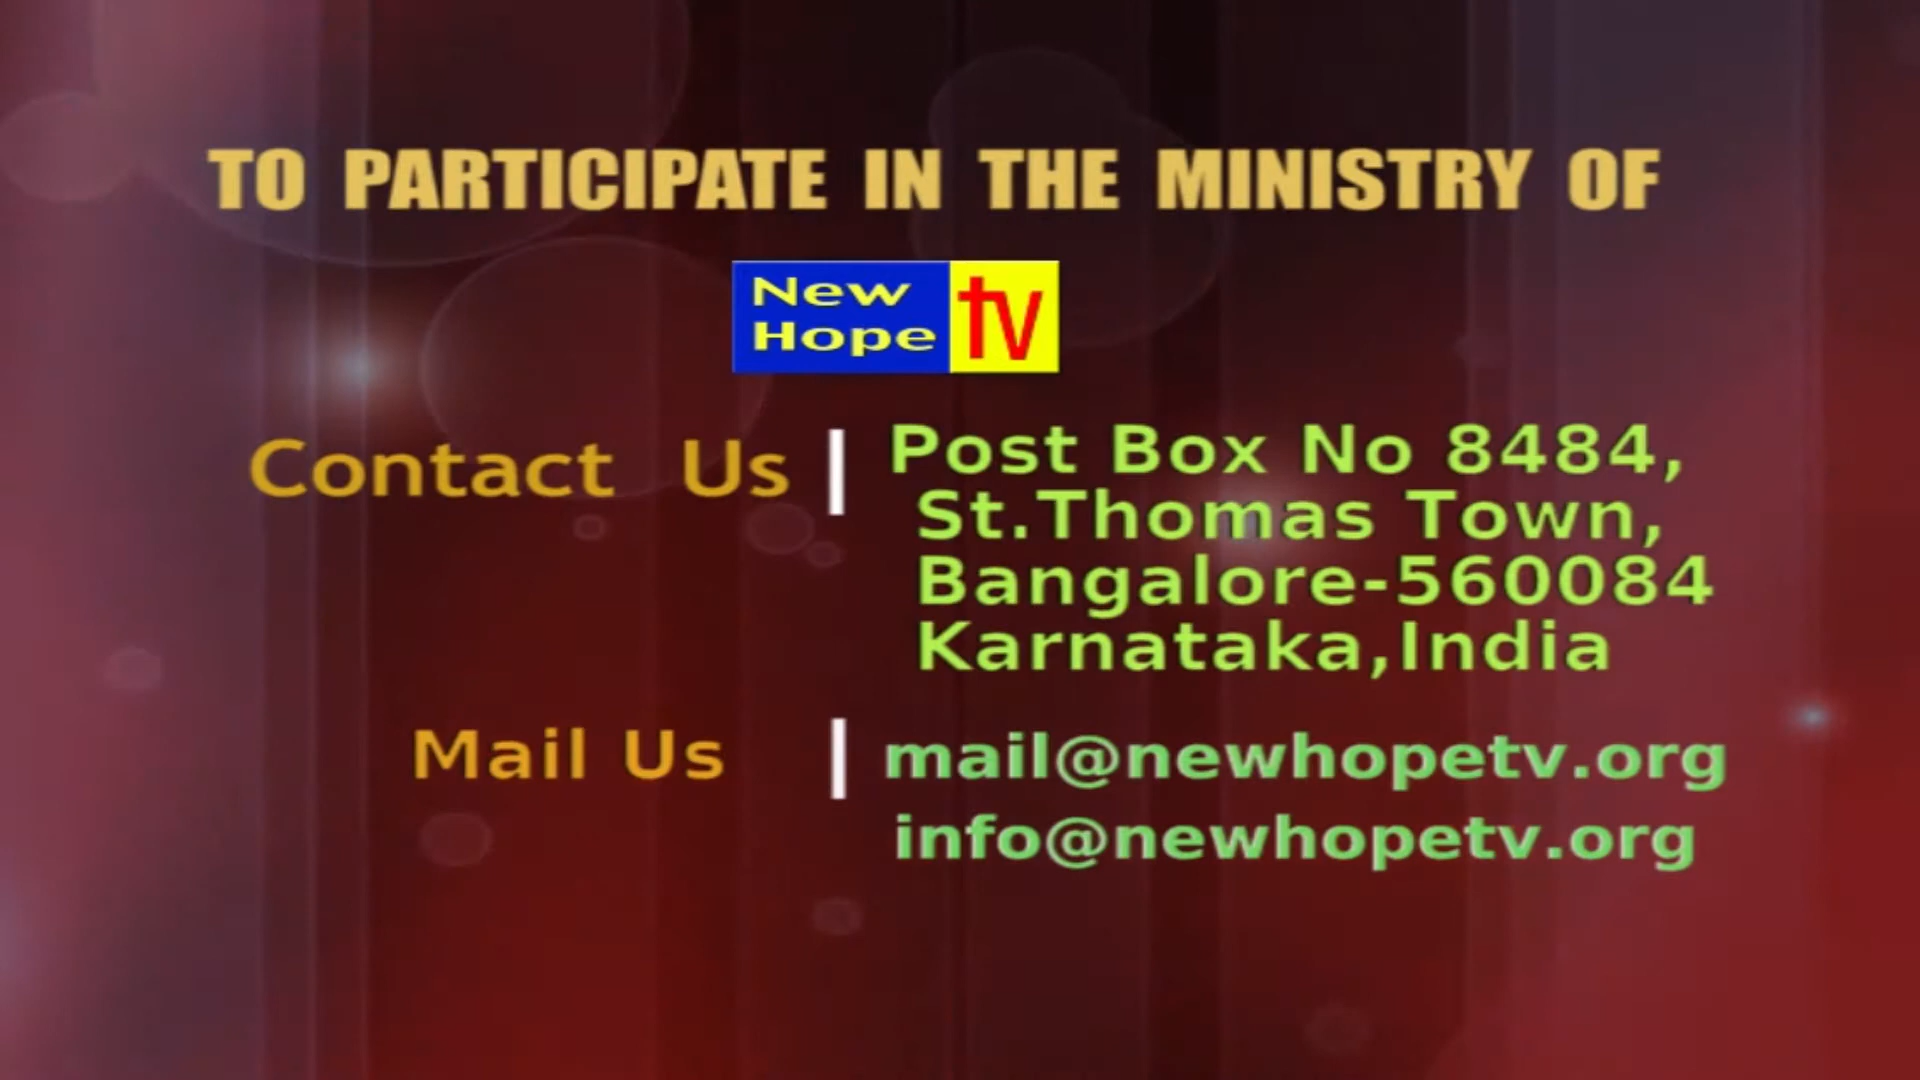 TO PARTICIPATE IN THE MINISTRY OF
New Hope tv
Contact Us | Post Box No 8484,
St.Thomas Town,
Bangalore-560084
Karnataka,India
Mail Us | mail@newhopetv.org
info@newhopetv.org